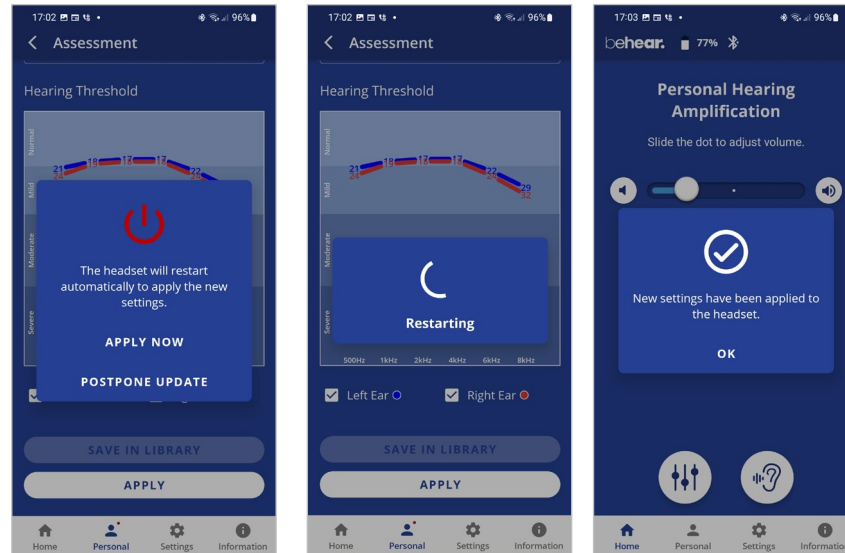 17:02
96%
Assessment
Hearing Threshold
Normal
Mild
Moderate
Severe
21
18
17
17
22
24
The headset will restart
automatically to apply the new
settings.
APPLY NOW
POSTPONE UPDATE
SAVE IN LIBRARY
APPLY
Home
Personal
Settings
Information
17:02
96%
Assessment
Hearing Threshold
Normal
Mild
Moderate
Severe
21
18
17
17
22
29
24
32
Restarting
500Hz 1kHz 2kHz 4kHz 6kHz 8kHz
Left Ear
Right Ear
SAVE IN LIBRARY
APPLY
Home
Personal
Settings
Information
17:03
96%
behear.
77%
Personal Hearing
Amplification
Slide the dot to adjust volume.
New settings have been applied to
the headset.
OK
Home
Personal
Settings
Information